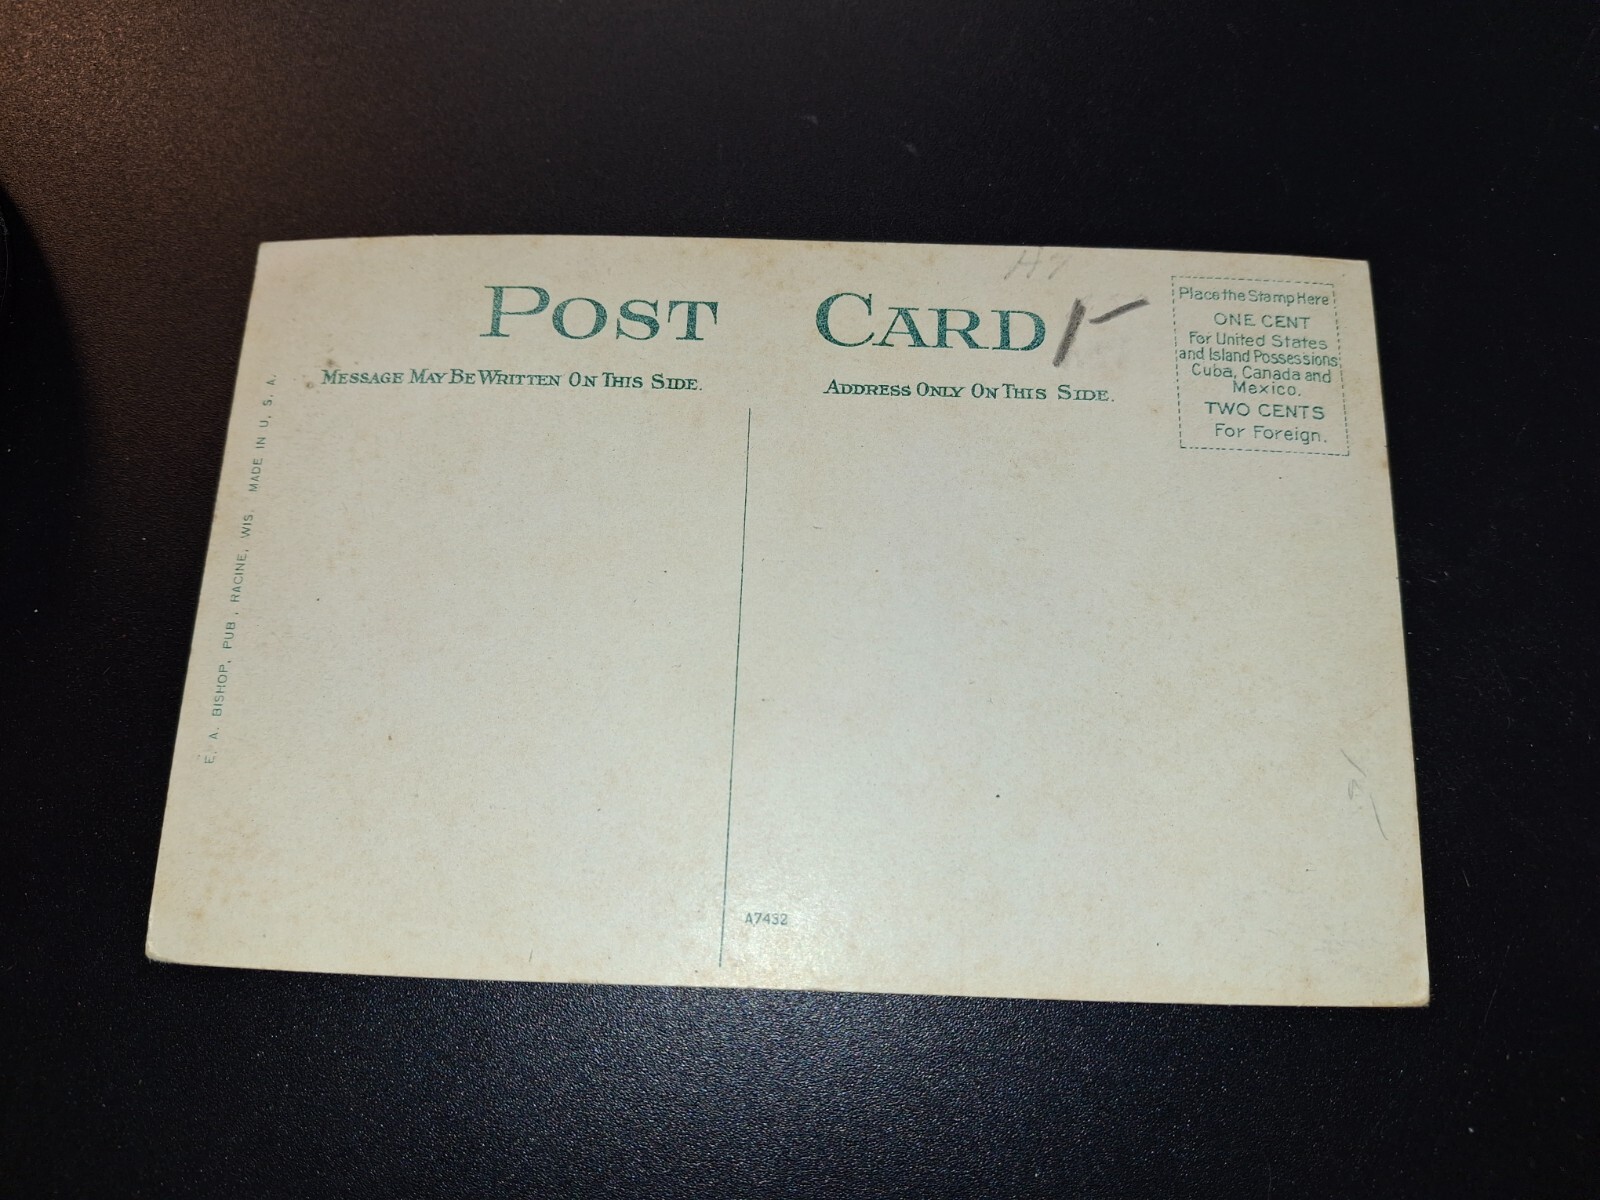 POST CARD
1-
MESSAGE MAY BE WRITTEN ON THIS SIDE.
ADDRESS ONLY ON THIS SIDE.
Place the Stamp Here
ONE CENT
For United States
and Island Possessions
Cuba, Canada and
Mexico.
TWO CENTS
For Foreign.
E. A. BISHOP, PUB., RACINE, WIS. MADE IN U. S. A.
A7432